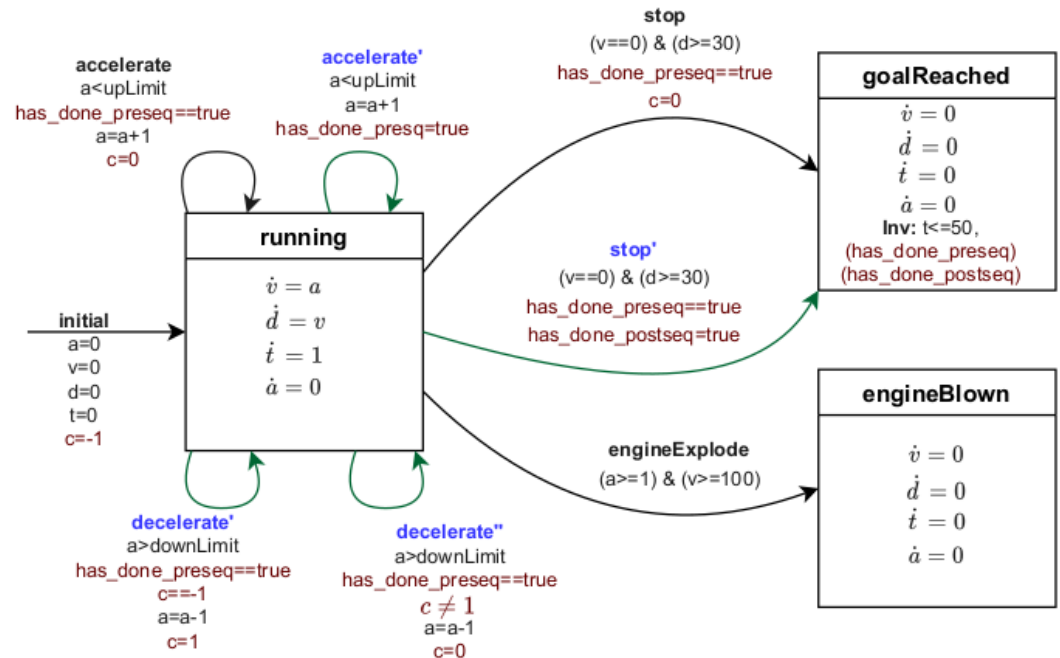 stop
(v==0) & (d>=30)
has_done_preseq==true
c=0
accelerate
a<upLimit
has_done_preseq==true
a=a+1
c=0
accelerate'
a<upLimit
a=a+1
has_done_presq=true
goalReached
v̇ = 0
ḋ = 0
ṫ = 0
ȧ = 0
Inv: t<=50,
(has_done_preseq)
(has_done_postseq)
running
v̇ = a
ḋ = v
ṫ = 1
ȧ = 0
stop'
(v==0) & (d>=30)
has_done_preseq==true
has_done_postseq=true
initial
a=0
v=0
d=0
t=0
c=-1
engineBlown
v̇ = 0
ḋ = 0
ṫ = 0
ȧ = 0
engineExplode
(a>=1) & (v>=100)
decelerate'
a>downLimit
has_done_preseq==true
c==-1
a=a-1
c=1
decelerate"
a>downLimit
has_done_preseq==true
c ≠ 1
a=a-1
c=0